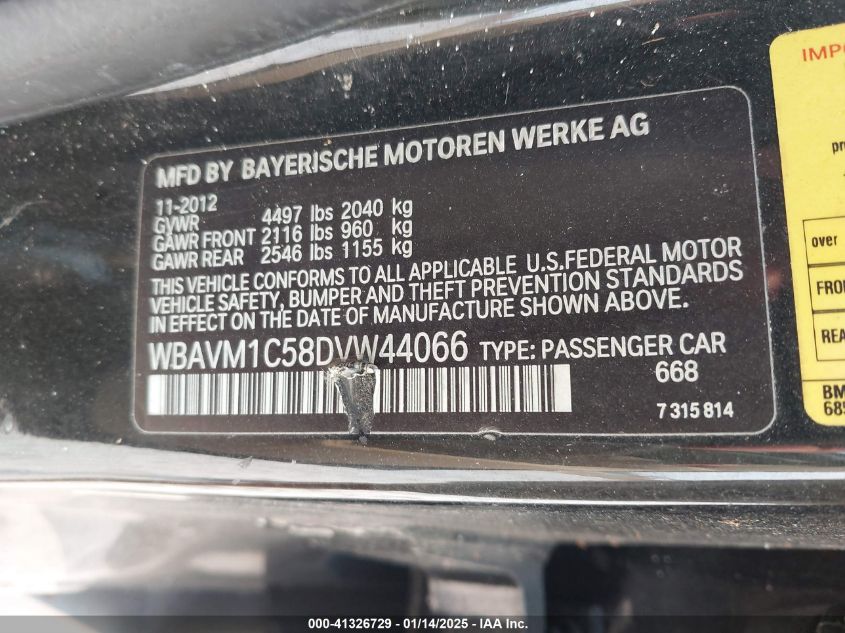 MFD BY BAYERISCHE MOTOREN WERKE AG
11-2012
GVWR 4497 lbs 2040 kg
GAWR FRONT 2116 lbs 960 kg
GAWR REAR 2546 lbs 1155 kg
THIS VEHICLE CONFORMS TO ALL APPLICABLE U.S.FEDERAL MOTOR
VEHICLE SAFETY, BUMPER AND THEFT PREVENTION STANDARDS
IN EFFECT ON THE DATE OF MANUFACTURE SHOWN ABOVE.
WBAVM1C58DVW44066 TYPE: PASSENGER CAR
668
7 315 814
over
BM
000-41326729 - 01/14/2025 - IAA Inc.